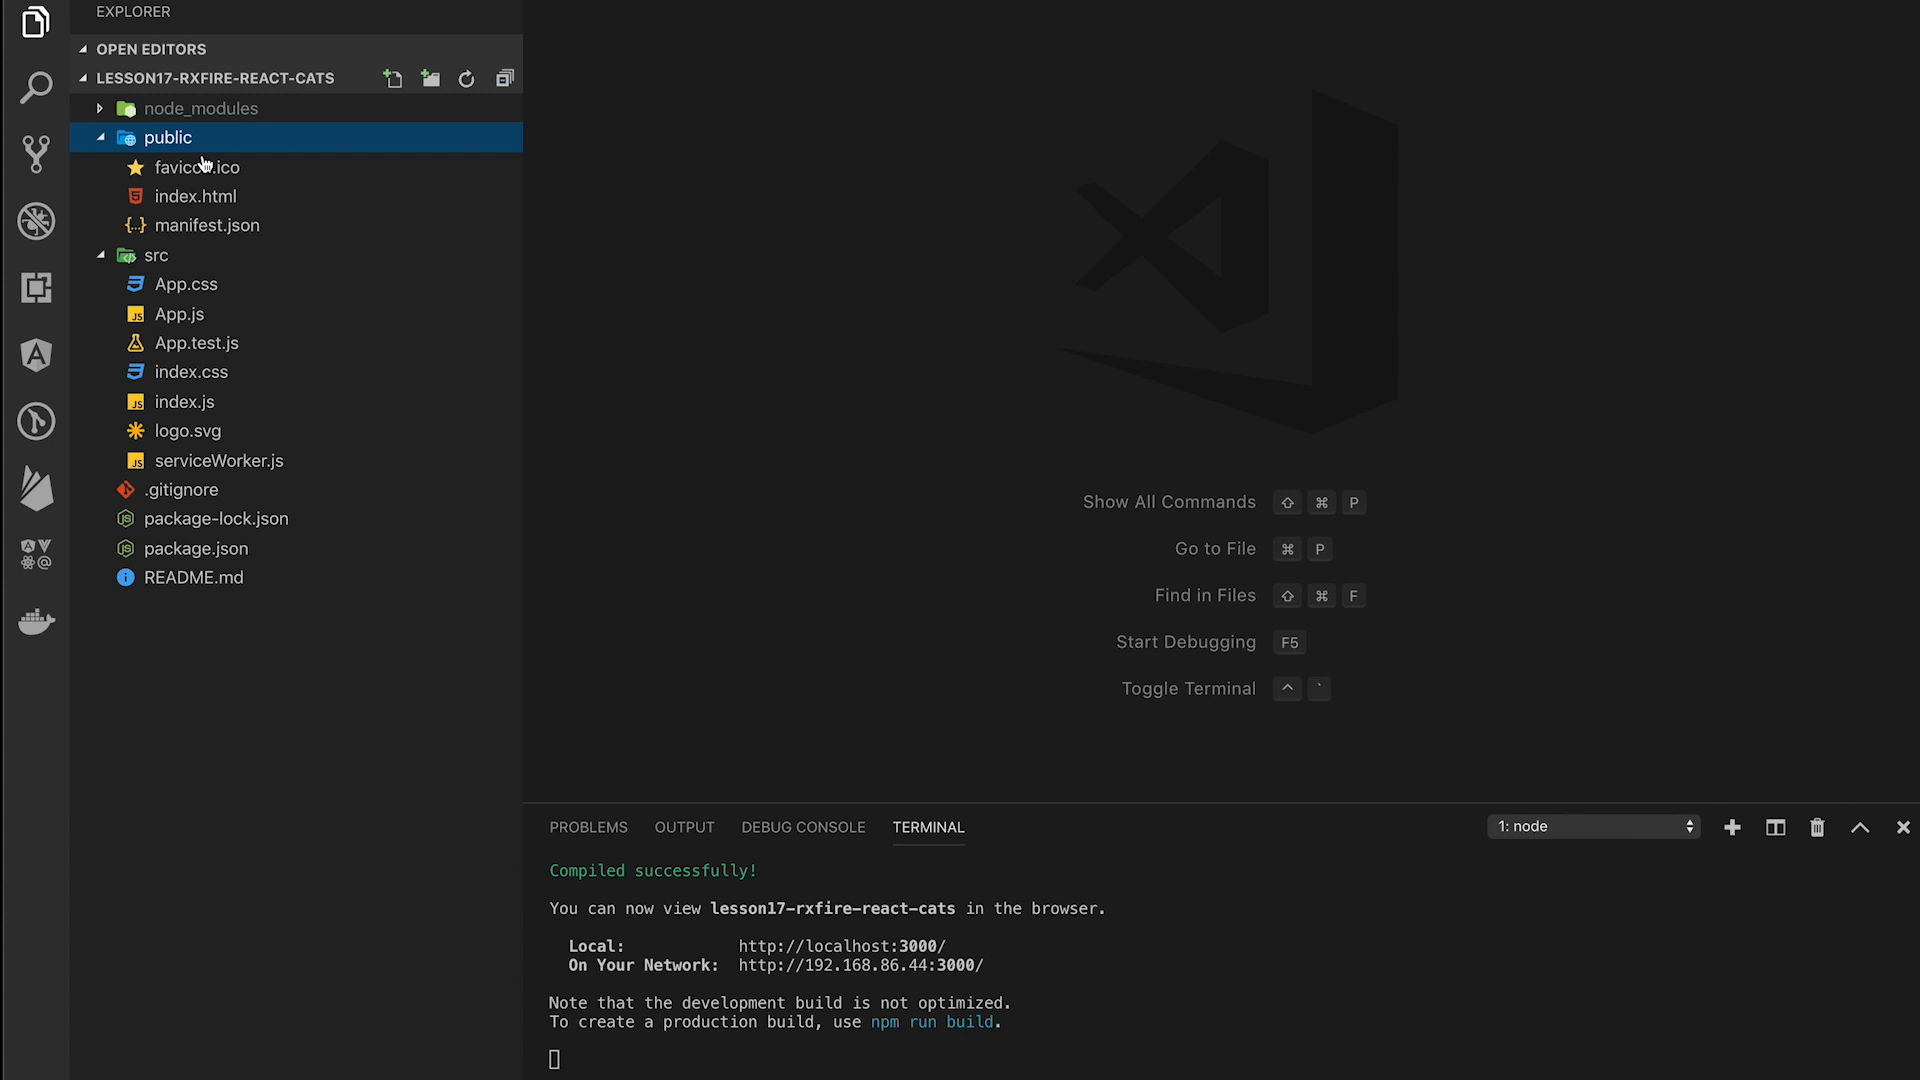 EXPLORER
OPEN EDITORS
LESSON17-RXFIRE-REACT-CATS
node_modules
public
favicon.ico
index.html
manifest.json
src
App.css
App.js
App.test.js
index.css
index.js
logo.svg
serviceWorker.js
.gitignore
package-lock.json
package.json
README.md
Show All Commands ⇧ ⌘ P
Go to File ⌘ P
Find in Files ⇧ ⌘ F
Start Debugging F5
Toggle Terminal ^ `
PROBLEMS OUTPUT DEBUG CONSOLE TERMINAL 1: node
Compiled successfully!
You can now view lesson17-rxfire-react-cats in the browser.
Local: http://localhost:3000/
On Your Network: http://192.168.86.44:3000/
Note that the development build is not optimized.
To create a production build, use npm run build.